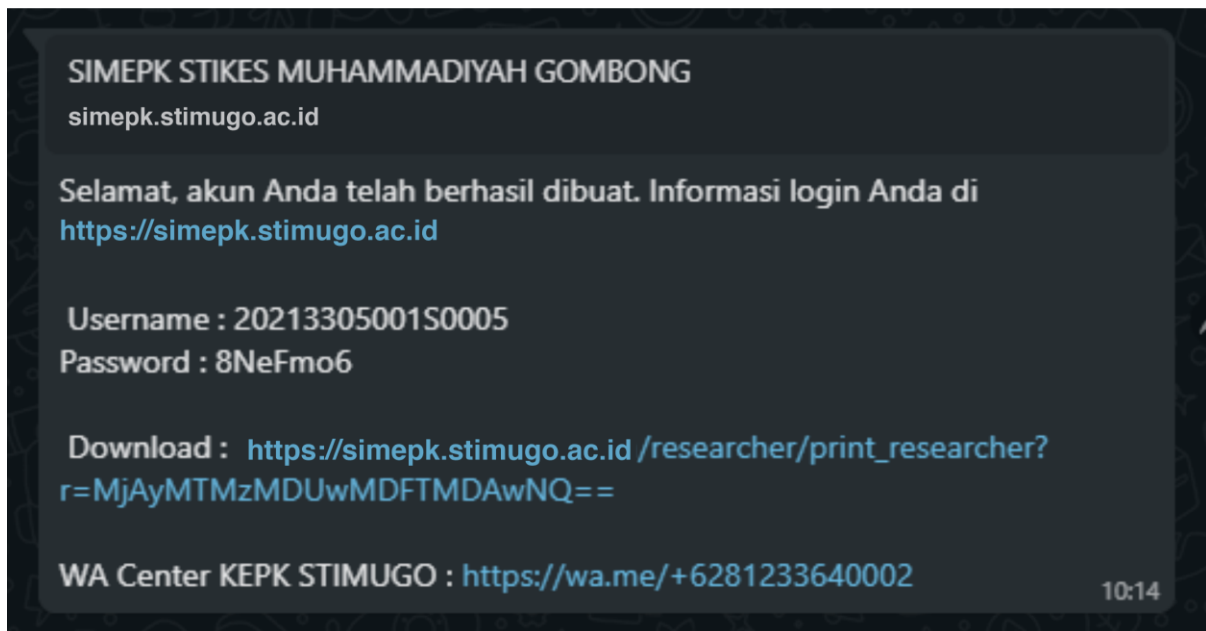 SIMEPK STIKES MUHAMMADIYAH GOMBONG
simepk.stimugo.ac.id
Selamat, akun Anda telah berhasil dibuat. Informasi login Anda di
https://simepk.stimugo.ac.id
Username : 20213305001S0005
Password : 8NeFmo6
Download : https://simepk.stimugo.ac.id /researcher/print_researcher?
r=MjAyMTMzMDUwMDFTMDAwNQ==
WA Center KEPK STIMUGO : https://wa.me/+6281233640002
10:14